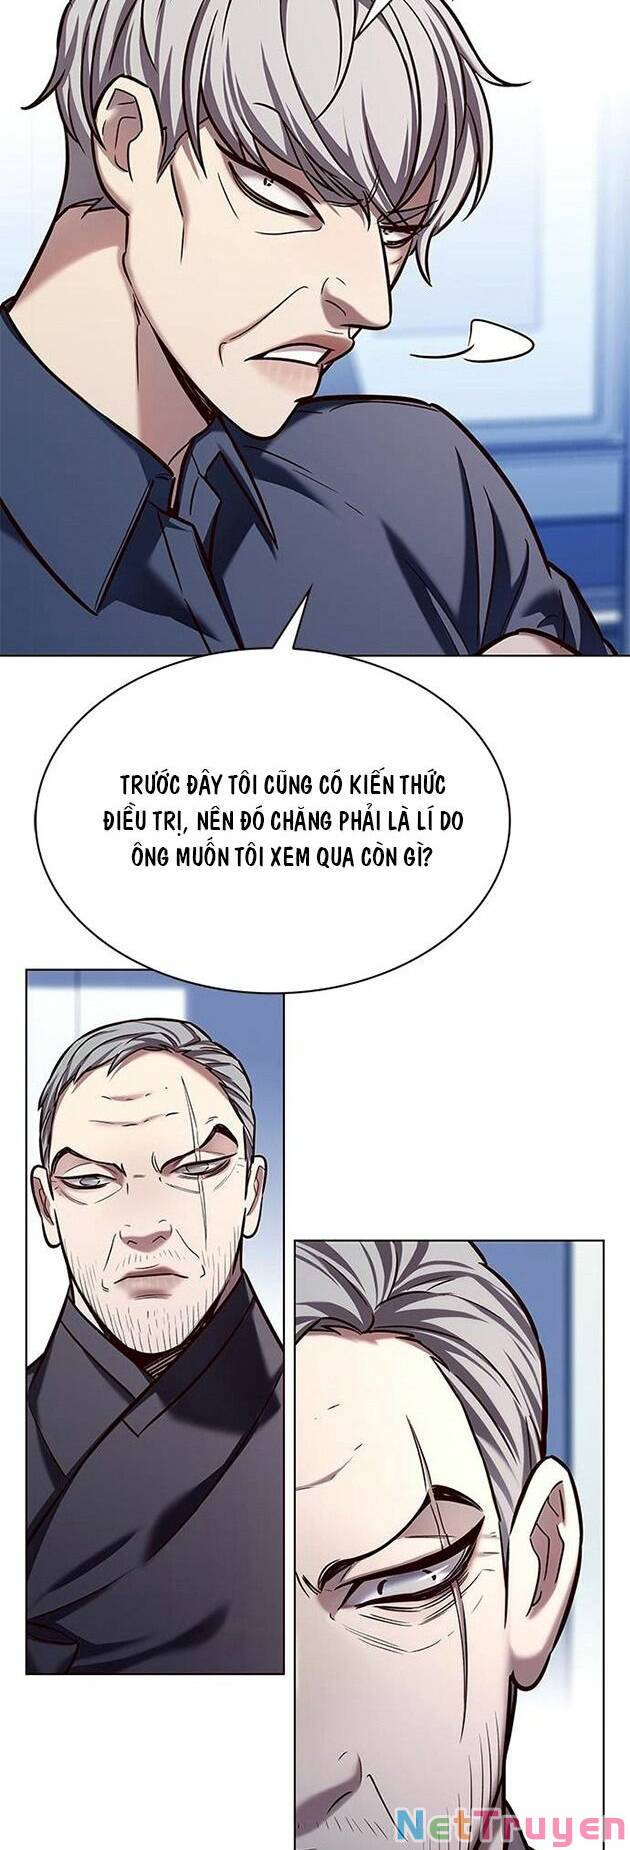 TRƯỚC ĐÂY TÔI CŨNG CÓ KIẾN THỨC
ĐIỀU TRỊ, NÊN ĐÓ CHĂNG PHẢI LÀ LÍ DO
ÔNG MUỐN TÔI XEM QUA CÒN GÌ?
NetTruyen